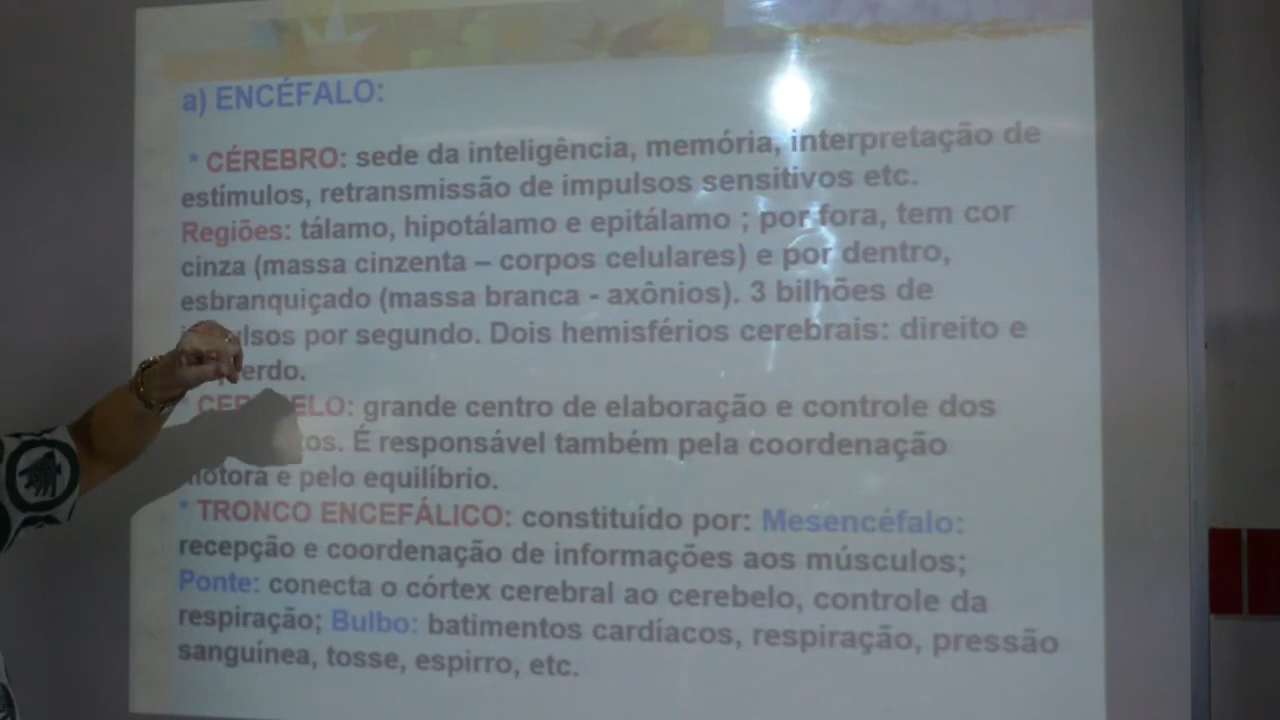 a) ENCÉFALO:
* CÉREBRO: sede da inteligência, memória, interpretação de
estímulos, retransmissão de impulsos sensitivos etc.
Regiões: tálamo, hipotálamo e epitálamo ; por fora, tem cor
cinza (massa cinzenta – corpos celulares) e por dentro,
esbranquiçado (massa branca - axônios). 3 bilhões de
por segundo. Dois hemisférios cerebrais: direito e
grande centro de elaboração e controle dos
É responsável também pela coordenação
motora e pelo equilíbrio.
* TRONCO ENCEFÁLICO: constituído por: Mesencéfalo:
recepção e coordenação de informações aos músculos;
Ponte: conecta o córtex cerebral ao cerebelo, controle da
respiração; Bulbo: batimentos cardíacos, respiração, pressão
sanguínea, tosse, espirro, etc.